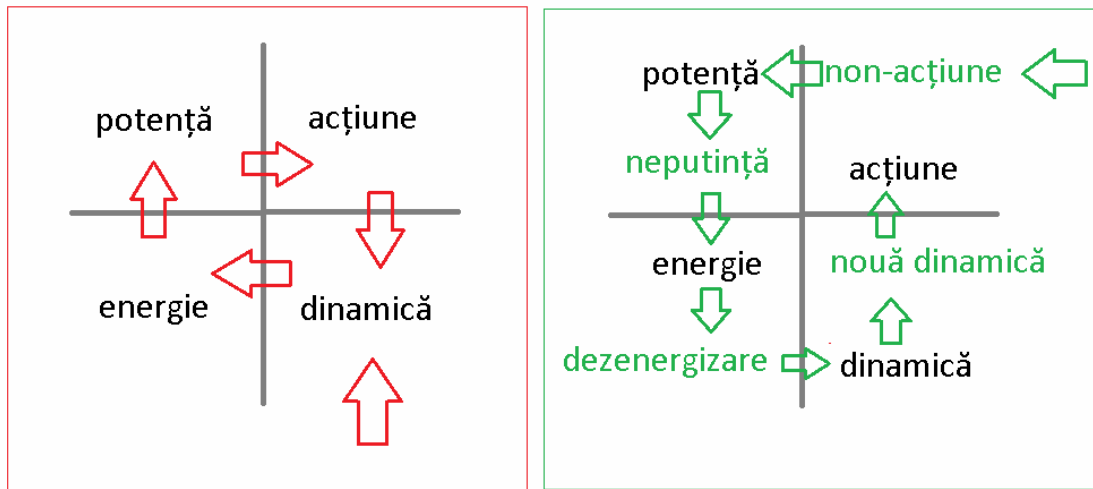 potență
acțiune
energie
dinamică
potență
non-acțiune
neputință
acțiune
energie
nouă dinamică
dezenergizare
dinamică